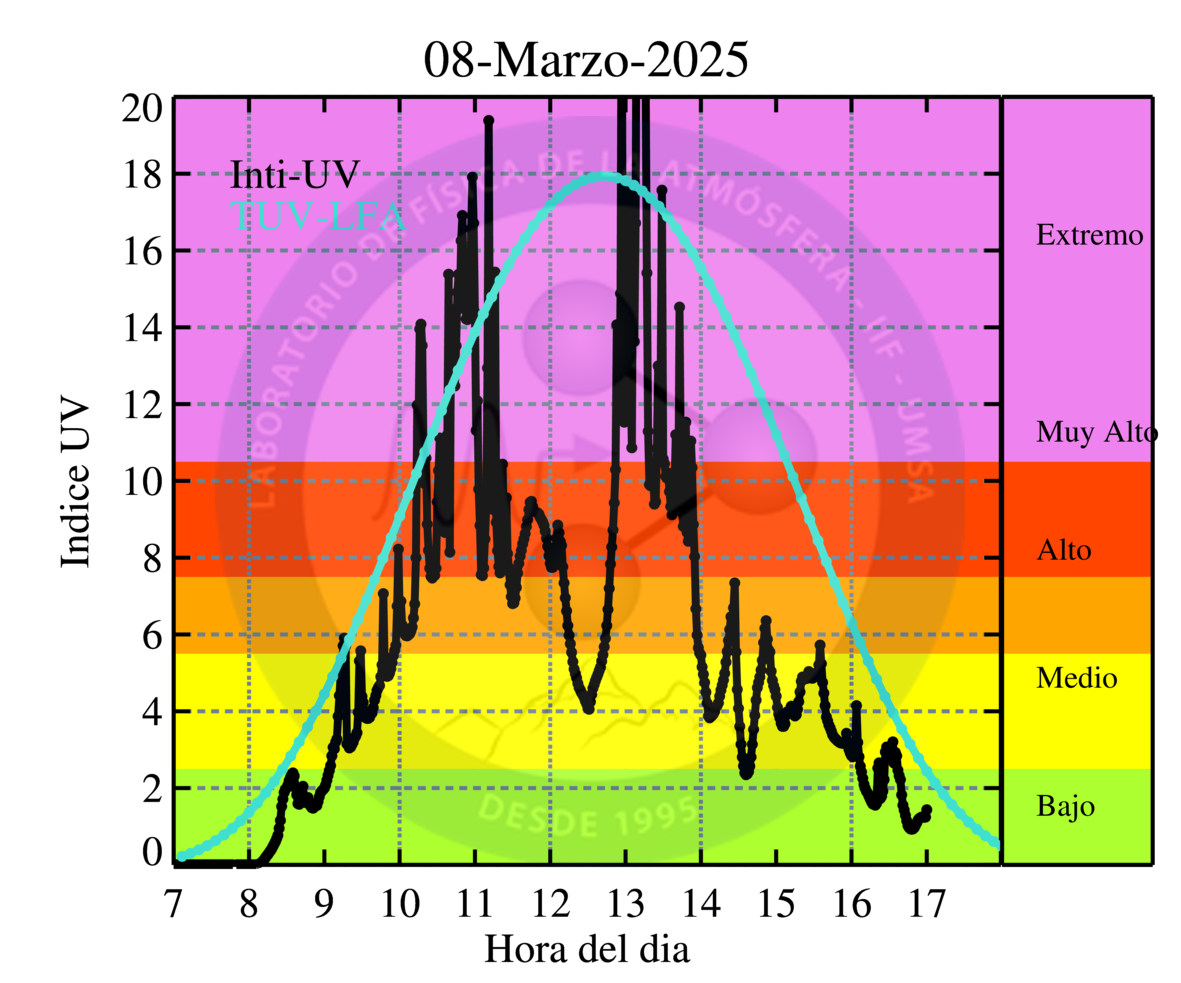 08-Marzo-2025
20
18
16
14
12
10
8
6
4
2
0
Indice UV
Inti-UV
TUV-LFA
LABORATORIO DE FÍSICA DE LA ATMÓSFERA - IIF - UMSA
DESDE 1995
Extremo
Muy Alto
Alto
Medio
Bajo
7 8 9 10 11 12 13 14 15 16 17
Hora del dia